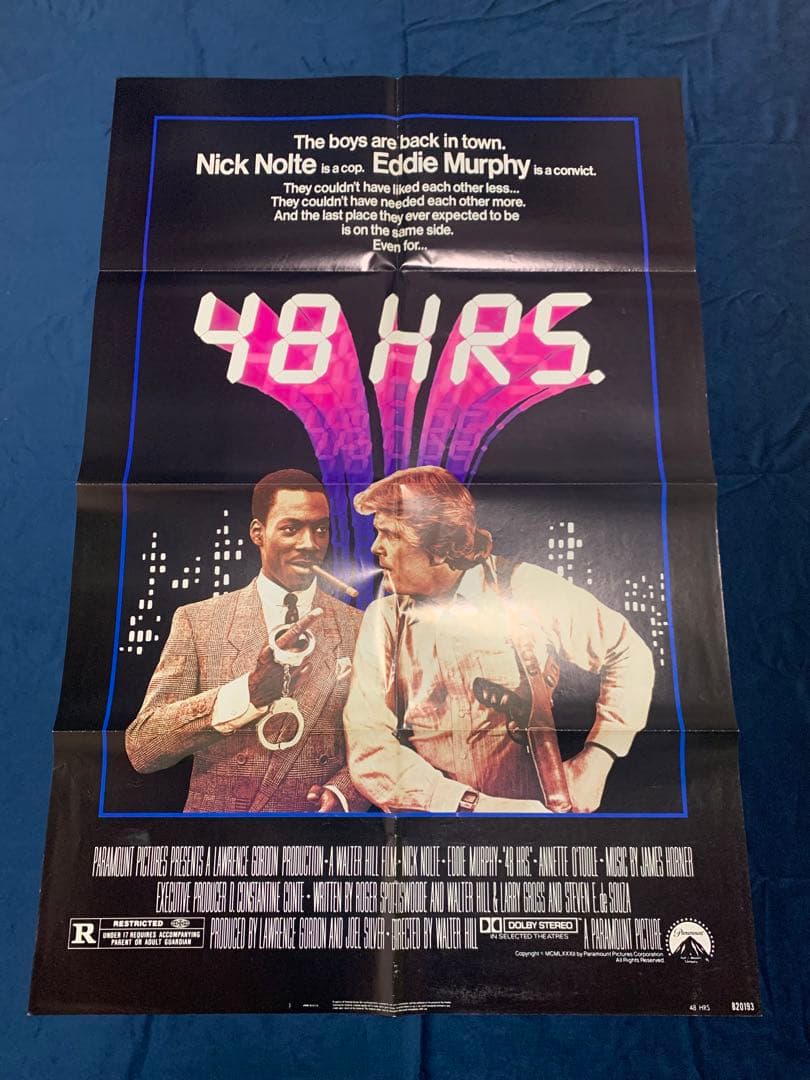 The boys are back in town.
Nick Nolte is a cop. Eddie Murphy is a convict.
They couldn't have liked each other less...
They couldn't have needed each other more.
And the last place they ever expected to be
is on the same side.
Even for...
48 HRS.
PARAMOUNT PICTURES PRESENTS A LAWRENCE GORDON PRODUCTION • A WALTER HILL FILM • NICK NOLTE • EDDIE MURPHY • "48 HRS." • ANNETTE O'TOOLE • MUSIC BY JAMES HORNER
EXECUTIVE PRODUCER D. CONSTANTINE CONTE • WRITTEN BY ROGER SPOTTISWOODE AND WALTER HILL & LARRY GROSS AND STEVEN E. de SOUZA
PRODUCED BY LAWRENCE GORDON AND JOEL SILVER • DIRECTED BY WALTER HILL
R RESTRICTED
UNDER 17 REQUIRES ACCOMPANYING
PARENT OR ADULT GUARDIAN
DOLBY STEREO
IN SELECTED THEATRES
A PARAMOUNT PICTURE
Paramount
Copyright © MCMLXXXII by Paramount Pictures Corporation
All Rights Reserved.
48 HRS
820193